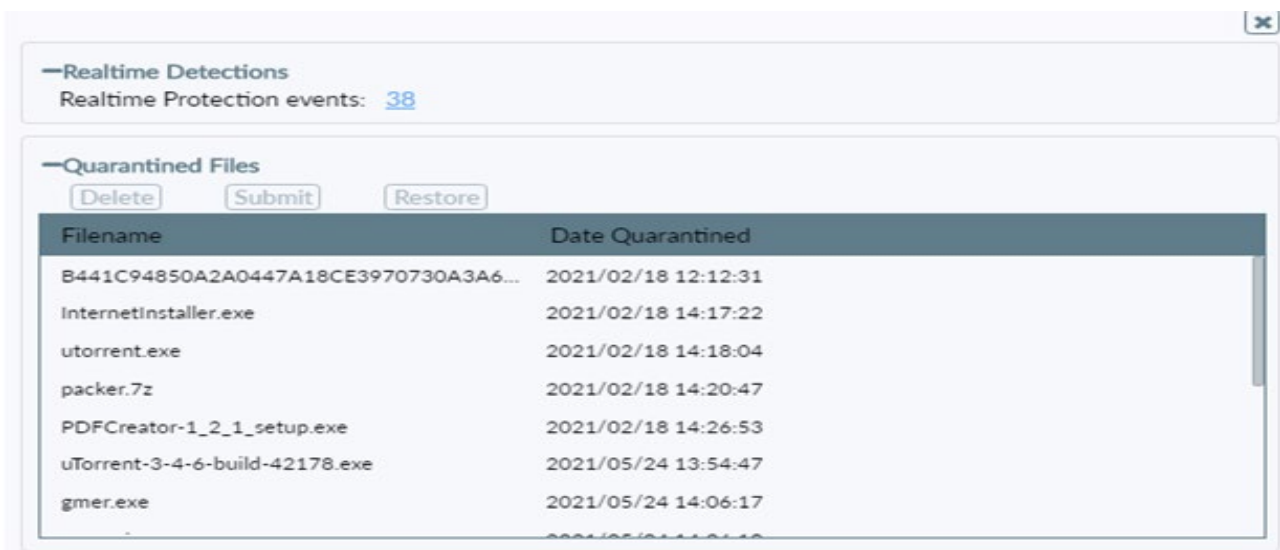 Realtime Detections
Realtime Protection events: 38
Quarantined Files
Delete Submit Restore
Filename Date Quarantined
B441C94850A2A0447A18CE3970730A3A6... 2021/02/18 12:12:31
InternetInstaller.exe 2021/02/18 14:17:22
utorrent.exe 2021/02/18 14:18:04
packer.7z 2021/02/18 14:20:47
PDFCreator-1_2_1_setup.exe 2021/02/18 14:26:53
uTorrent-3-4-6-build-42178.exe 2021/05/24 13:54:47
gmer.exe 2021/05/24 14:06:17